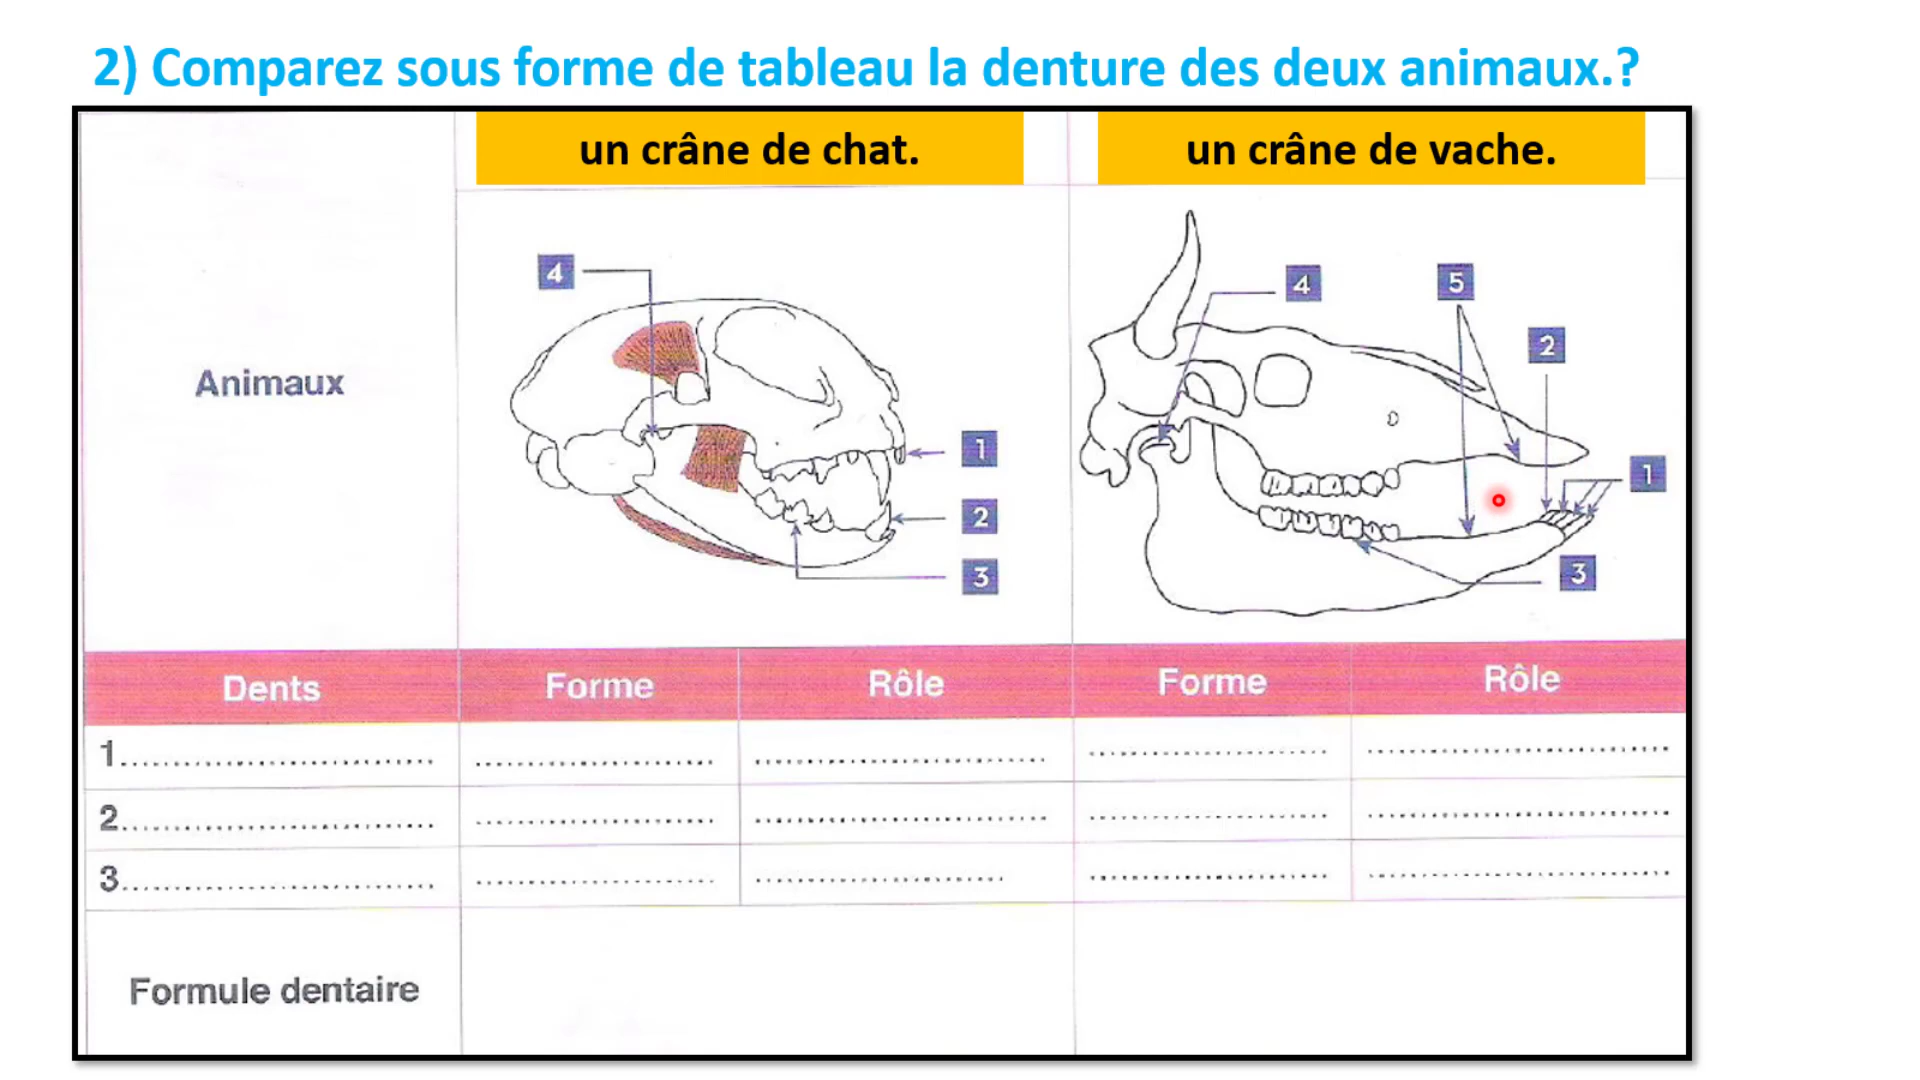 2) Comparez sous forme de tableau la denture des deux animaux.?
un crâne de chat.
un crâne de vache.
Animaux
4
1
2
3
4
5
2
1
3
Dents
Forme
Rôle
Forme
Rôle
1..............................
2..............................
3..............................
Formule dentaire